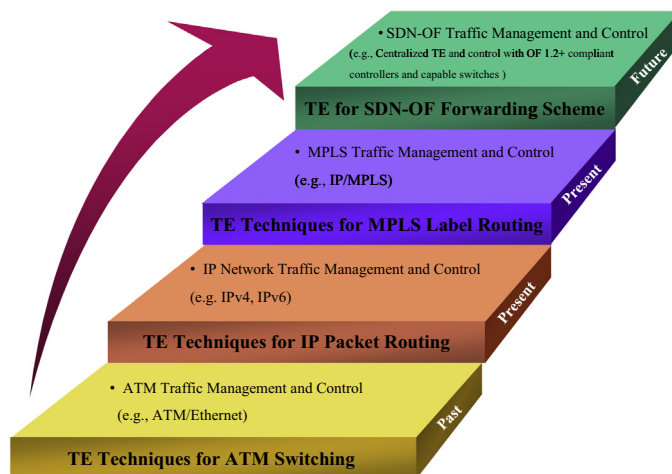 • SDN-OF Traffic Management and Control
(e.g., Centralized TE and control with OF 1.2+ compliant
controllers and capable switches )
TE for SDN-OF Forwarding Scheme
Future
• MPLS Traffic Management and Control
(e.g., IP/MPLS)
TE Techniques for MPLS Label Routing
Present
• IP Network Traffic Management and Control
(e.g. IPv4, IPv6)
TE Techniques for IP Packet Routing
Present
• ATM Traffic Management and Control
(e.g., ATM/Ethernet)
TE Techniques for ATM Switching
Past